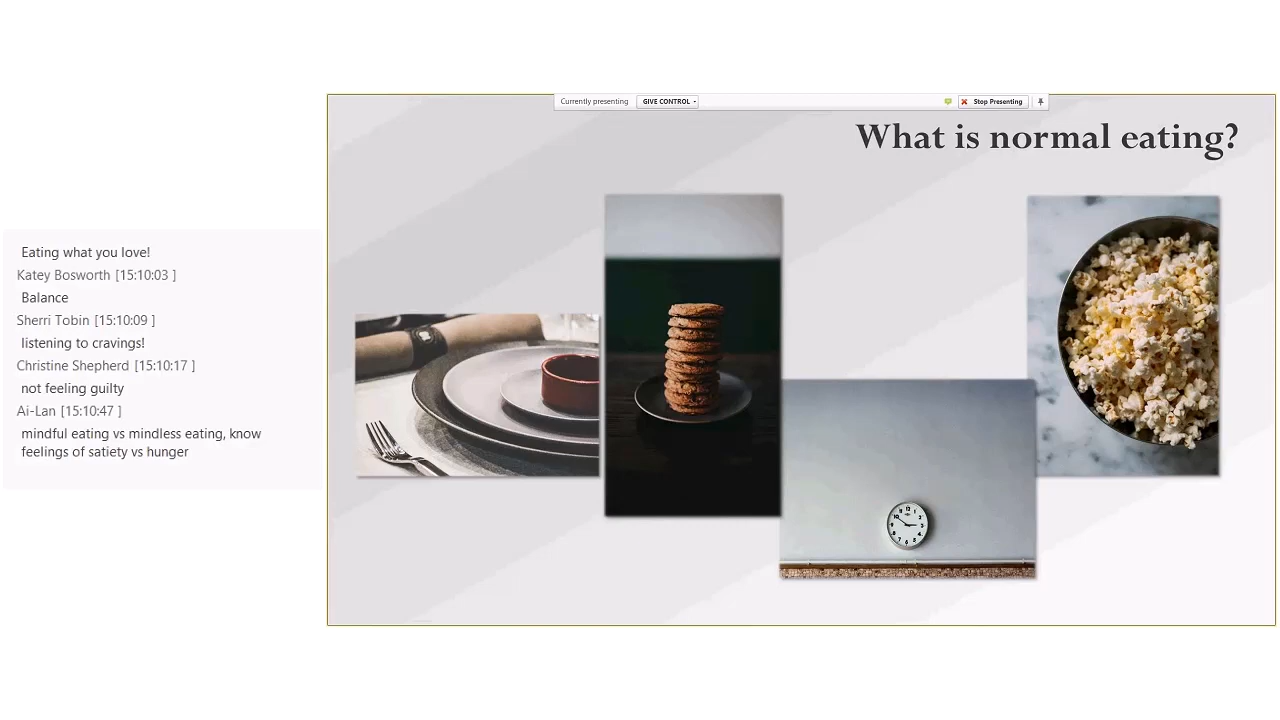 Eating what you love!
Katey Bosworth [15:10:03 ]
Balance
Sherri Tobin [15:10:09 ]
listening to cravings!
Christine Shepherd [15:10:17 ]
not feeling guilty
Ai-Lan [15:10:47 ]
mindful eating vs mindless eating, know
feelings of satiety vs hunger
Currently presenting GIVE CONTROL Stop Presenting
What is normal eating?